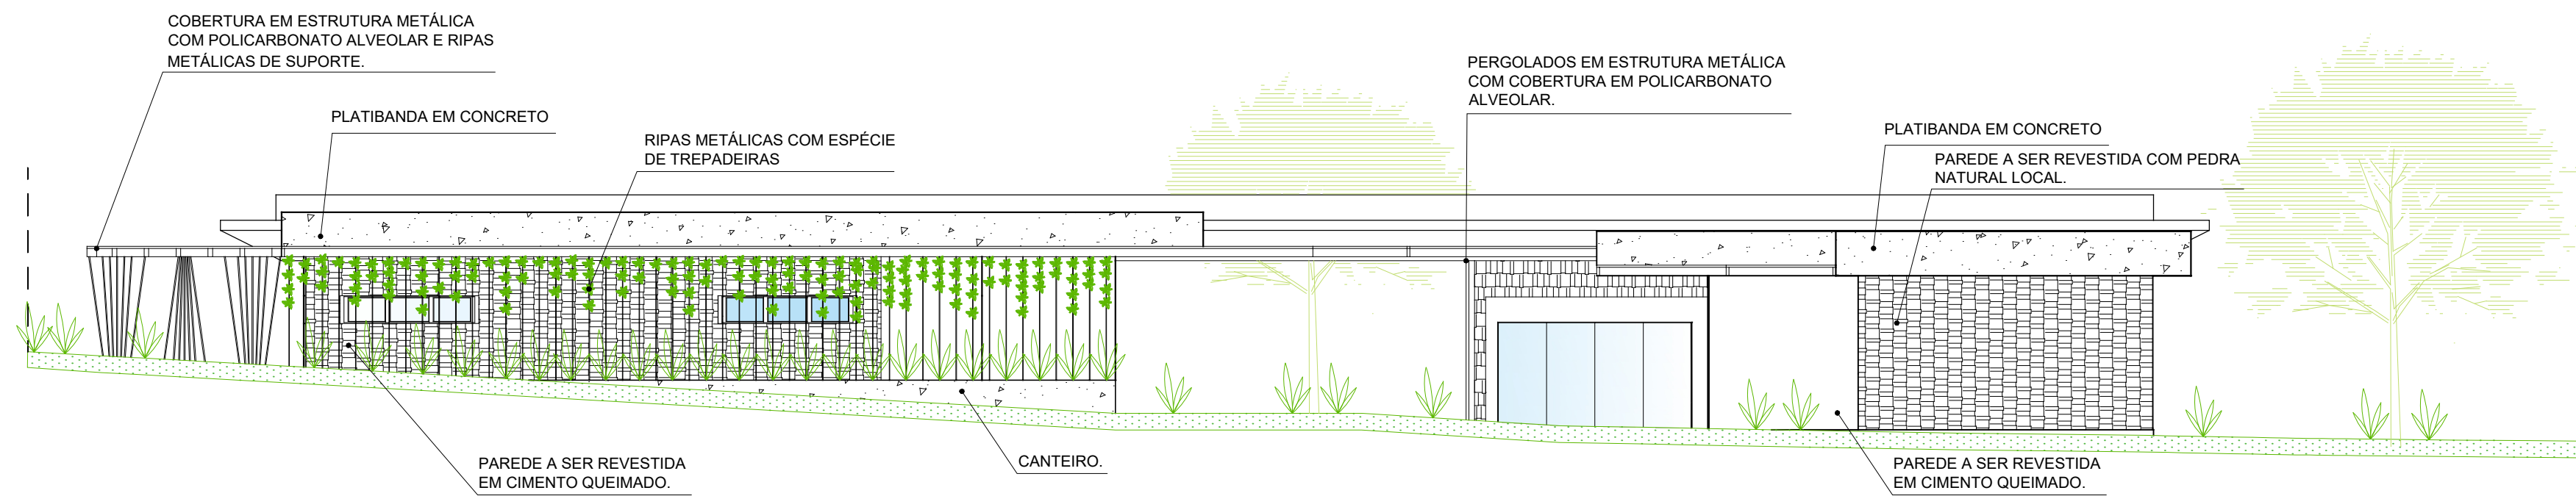 COBERTURA EM ESTRUTURA METÁLICA
COM POLICARBONATO ALVEOLAR E RIPAS
METÁLICAS DE SUPORTE.
PLATIBANDA EM CONCRETO
RIPAS METÁLICAS COM ESPÉCIE
DE TREPADEIRAS
PERGOLADOS EM ESTRUTURA METÁLICA
COM COBERTURA EM POLICARBONATO
ALVEOLAR.
PLATIBANDA EM CONCRETO
PAREDE A SER REVESTIDA COM PEDRA
NATURAL LOCAL.
PAREDE A SER REVESTIDA
EM CIMENTO QUEIMADO.
CANTEIRO.
PAREDE A SER REVESTIDA
EM CIMENTO QUEIMADO.